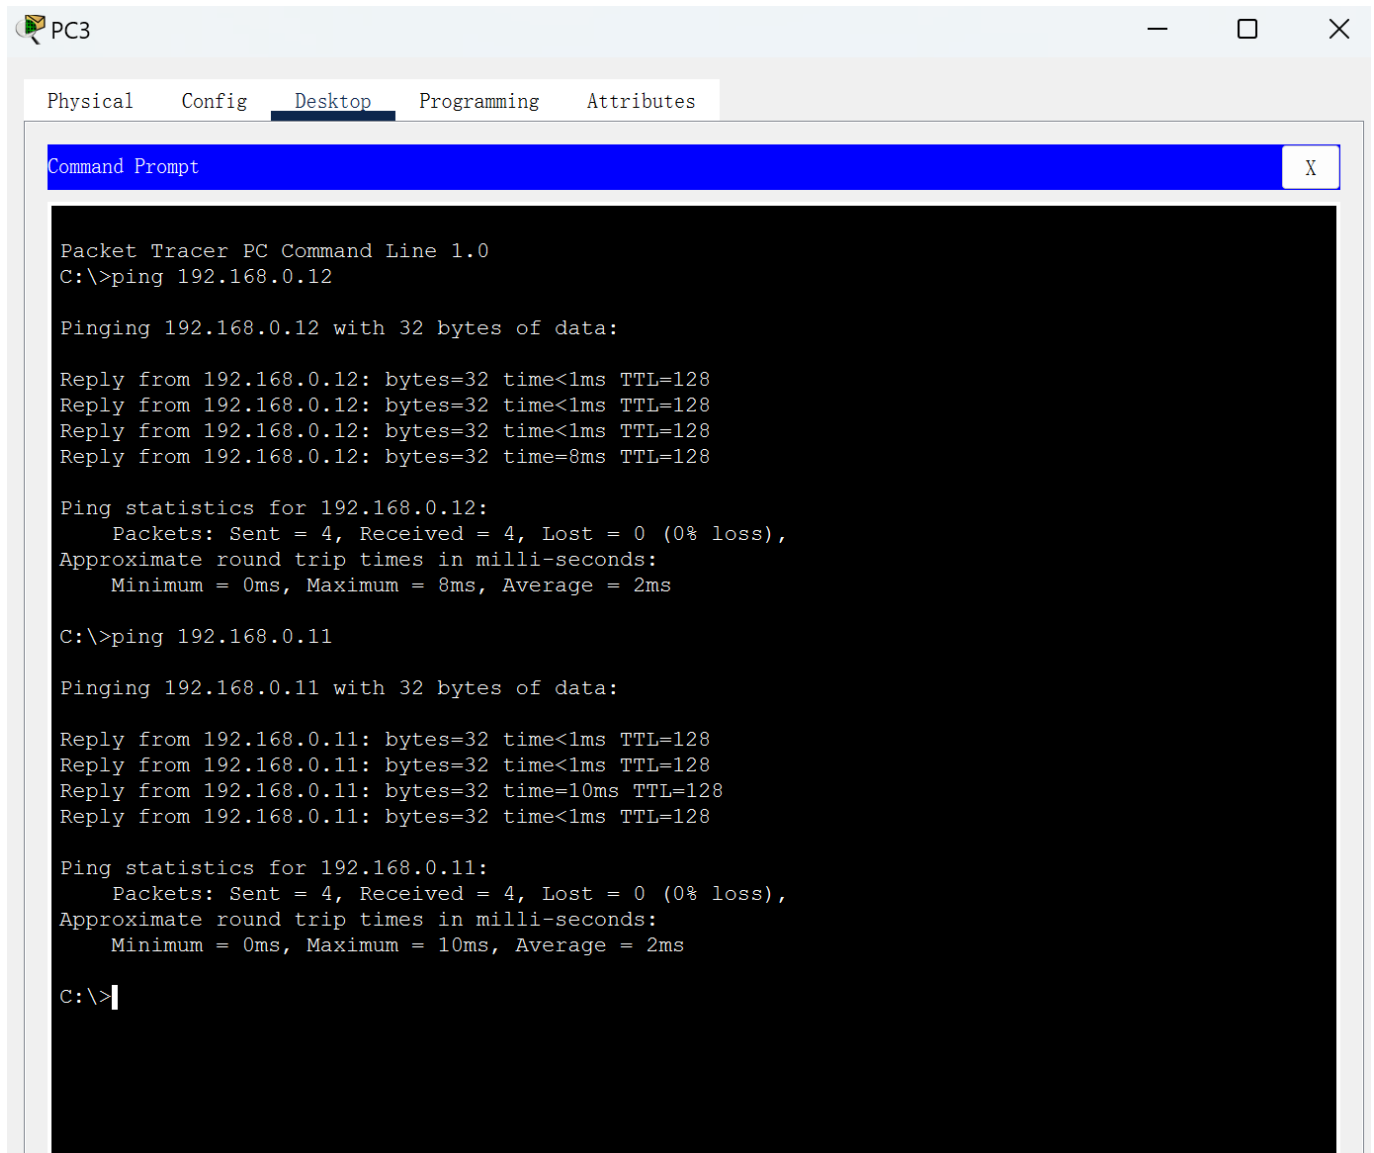 PC3
Physical Config Desktop Programming Attributes
Command Prompt X
Packet Tracer PC Command Line 1.0
C:\>ping 192.168.0.12
Pinging 192.168.0.12 with 32 bytes of data:
Reply from 192.168.0.12: bytes=32 time<1ms TTL=128
Reply from 192.168.0.12: bytes=32 time<1ms TTL=128
Reply from 192.168.0.12: bytes=32 time<1ms TTL=128
Reply from 192.168.0.12: bytes=32 time=8ms TTL=128
Ping statistics for 192.168.0.12:
Packets: Sent = 4, Received = 4, Lost = 0 (0% loss),
Approximate round trip times in milli-seconds:
Minimum = 0ms, Maximum = 8ms, Average = 2ms
C:\>ping 192.168.0.11
Pinging 192.168.0.11 with 32 bytes of data:
Reply from 192.168.0.11: bytes=32 time<1ms TTL=128
Reply from 192.168.0.11: bytes=32 time<1ms TTL=128
Reply from 192.168.0.11: bytes=32 time=10ms TTL=128
Reply from 192.168.0.11: bytes=32 time<1ms TTL=128
Ping statistics for 192.168.0.11:
Packets: Sent = 4, Received = 4, Lost = 0 (0% loss),
Approximate round trip times in milli-seconds:
Minimum = 0ms, Maximum = 10ms, Average = 2ms
C:\>